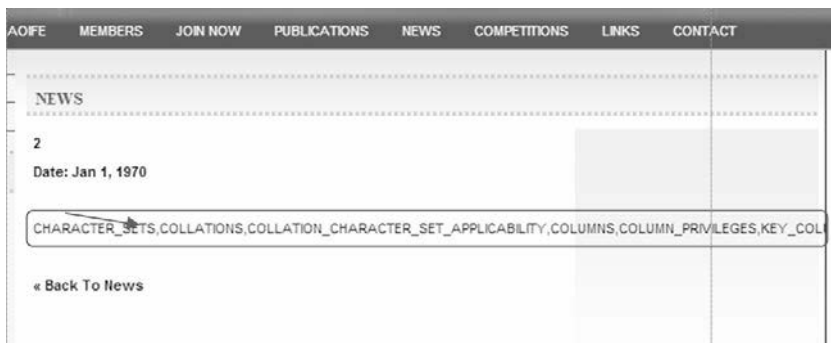 AOIFE MEMBERS JOIN NOW PUBLICATIONS NEWS COMPETITIONS LINKS CONTACT
NEWS
2
Date: Jan 1, 1970
CHARACTER_SETS,COLLATIONS,COLLATION_CHARACTER_SET_APPLICABILITY,COLUMNS,COLUMN_PRIVILEGES,KEY_COLU
« Back To News